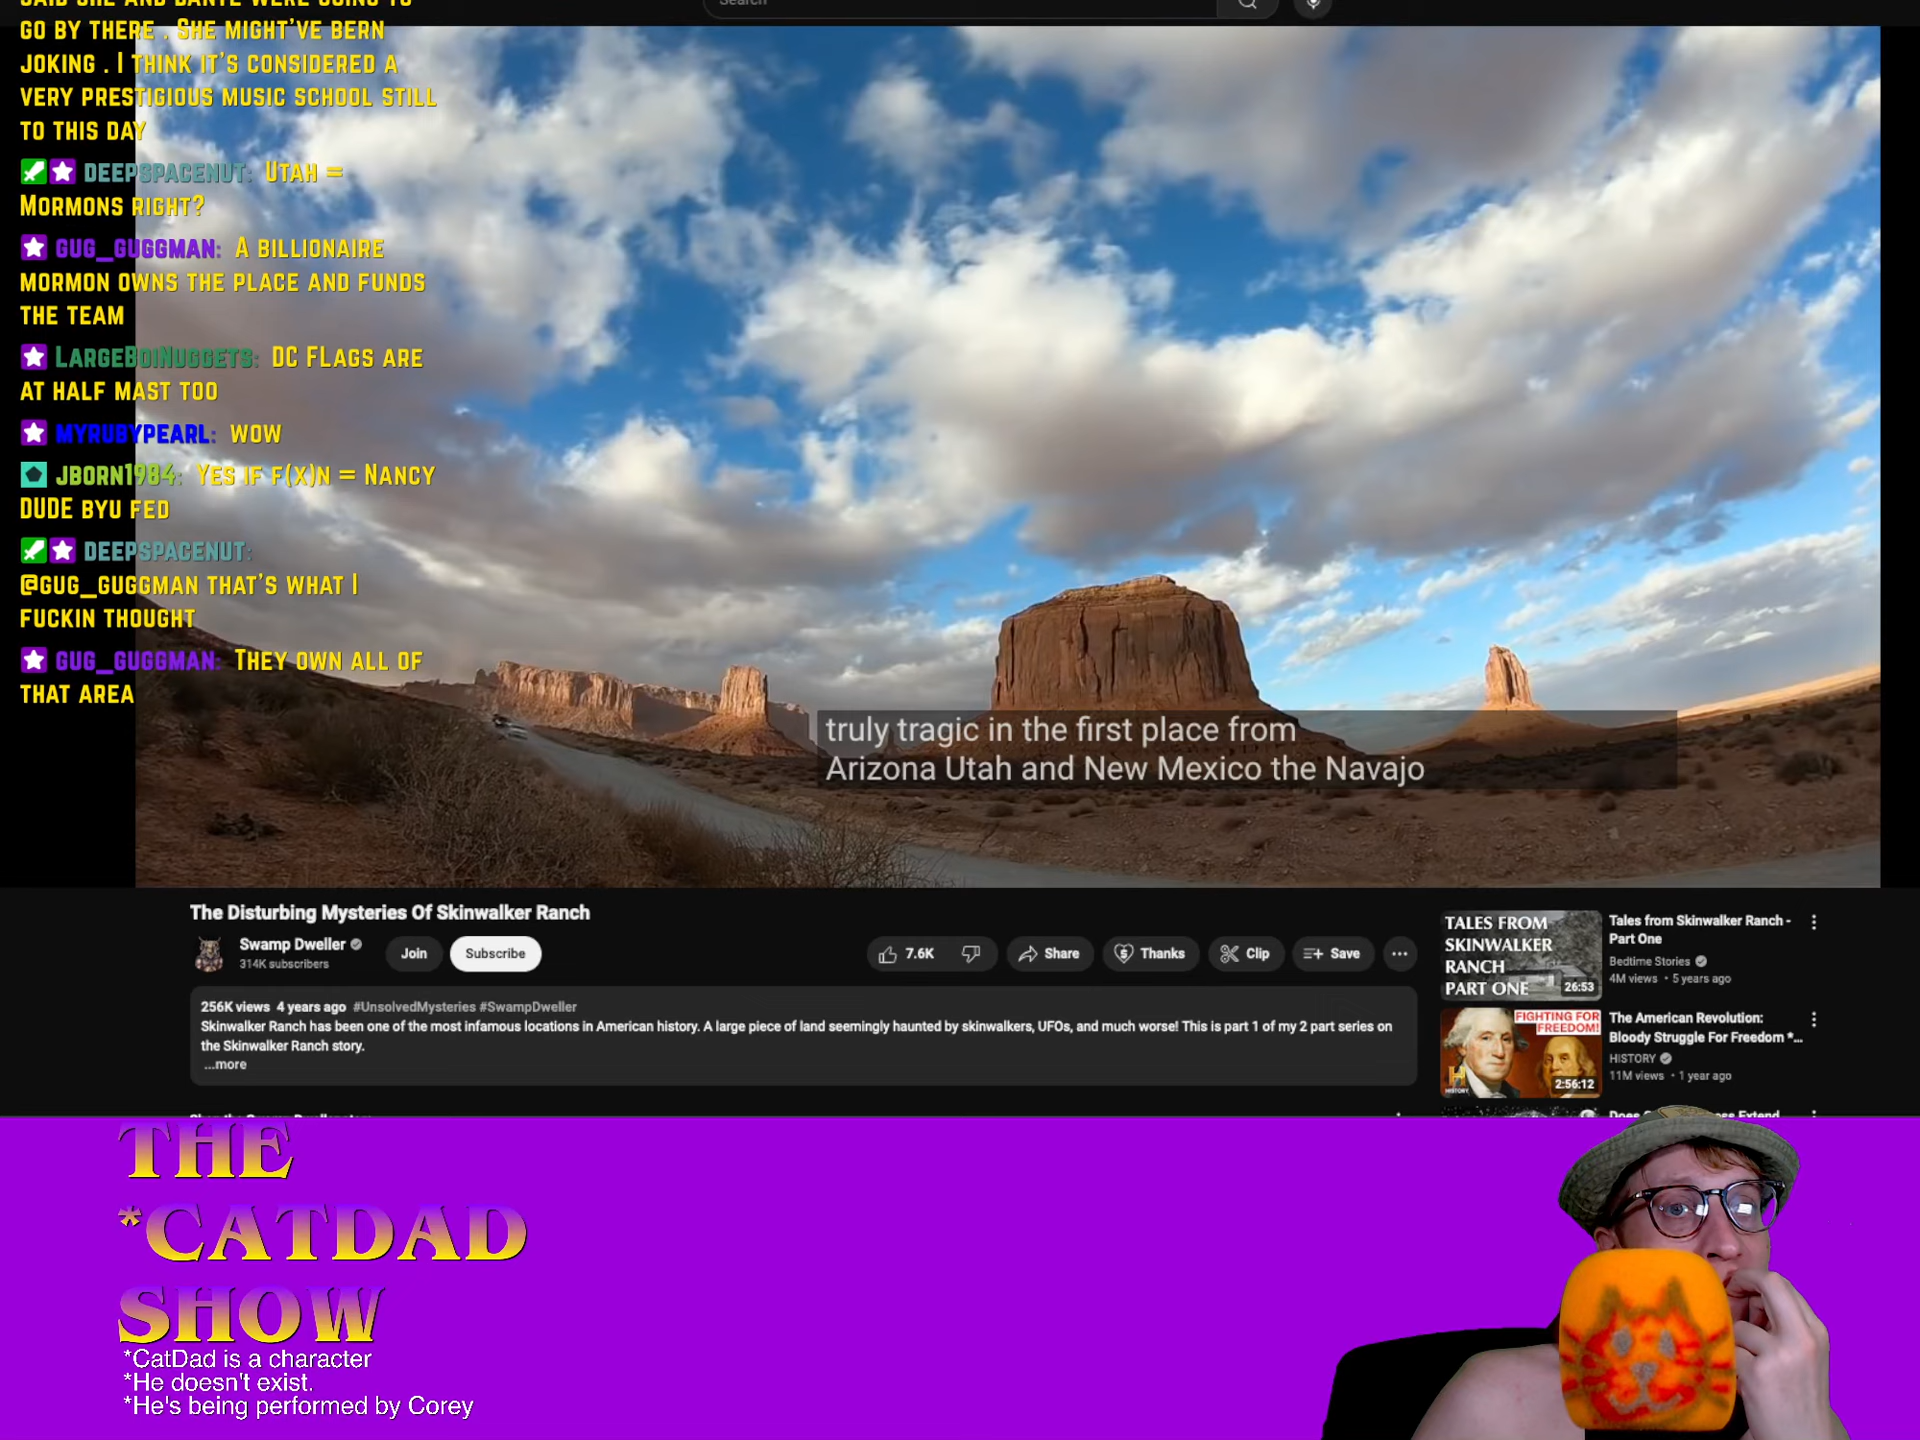 Search
SAID SHE AND DANTE WERE GOING TO
GO BY THERE . SHE MIGHT'VE BERN
JOKING . I THINK IT'S CONSIDERED A
VERY PRESTIGIOUS MUSIC SCHOOL STILL
TO THIS DAY
DEEPSPACENUT: UTAH =
MORMONS RIGHT?
GUG_GUGGMAN: A BILLIONAIRE
MORMON OWNS THE PLACE AND FUNDS
THE TEAM
LARGEBOINUGGETS: DC FLAGS ARE
AT HALF MAST TOO
MYRUBYPEARL: WOW
JBORN1984: YES IF F(X)N = NANCY
DUDE BYU FED
DEEPSPACENUT:
@GUG_GUGGMAN THAT'S WHAT I
FUCKIN THOUGHT
GUG_GUGGMAN: THEY OWN ALL OF
THAT AREA
truly tragic in the first place from
Arizona Utah and New Mexico the Navajo
The Disturbing Mysteries Of Skinwalker Ranch
Swamp Dweller
314K subscribers
Join
Subscribe
7.6K
Share
Thanks
Clip
Save
256K views 4 years ago #UnsolvedMysteries #SwampDweller
Skinwalker Ranch has been one of the most infamous locations in American history. A large piece of land seemingly haunted by skinwalkers, UFOs, and much worse! This is part 1 of my 2 part series on
the Skinwalker Ranch story.
...more
TALES FROM
SKINWALKER
RANCH
PART ONE
26:53
Tales from Skinwalker Ranch -
Part One
Bedtime Stories
4M views • 5 years ago
FIGHTING FOR
FREEDOM!
H
HISTORY
2:56:12
The American Revolution:
Bloody Struggle For Freedom *...
HISTORY
11M views • 1 year ago
THE
*CATDAD
SHOW
*CatDad is a character
*He doesn't exist.
*He's being performed by Corey